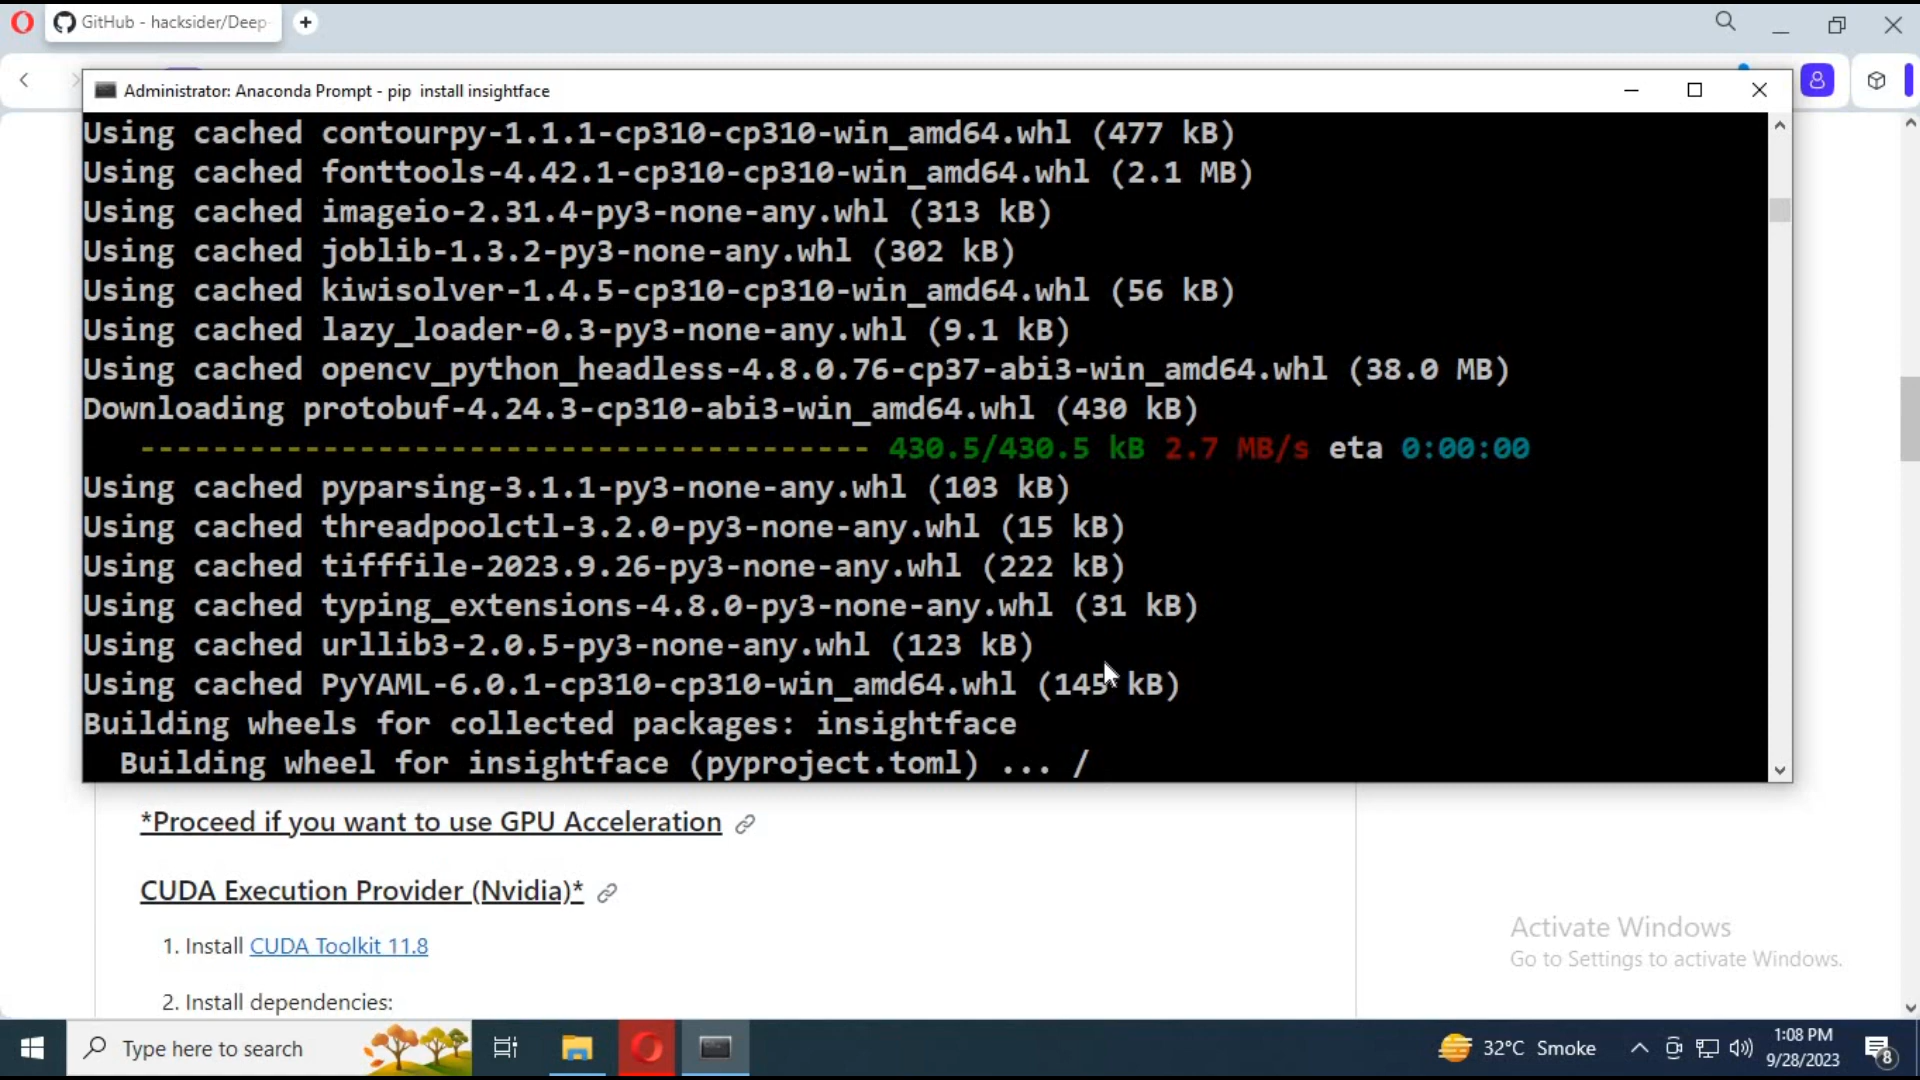 GitHub - hacksider/Deep-
Administrator: Anaconda Prompt - pip  install insightface
Using cached contourpy-1.1.1-cp310-cp310-win_amd64.whl (477 kB)
Using cached fonttools-4.42.1-cp310-cp310-win_amd64.whl (2.1 MB)
Using cached imageio-2.31.4-py3-none-any.whl (313 kB)
Using cached joblib-1.3.2-py3-none-any.whl (302 kB)
Using cached kiwisolver-1.4.5-cp310-cp310-win_amd64.whl (56 kB)
Using cached lazy_loader-0.3-py3-none-any.whl (9.1 kB)
Using cached opencv_python_headless-4.8.0.76-cp37-abi3-win_amd64.whl (38.0 MB)
Downloading protobuf-4.24.3-cp310-abi3-win_amd64.whl (430 kB)
---------------------------------------- 430.5/430.5 kB 2.7 MB/s eta 0:00:00
Using cached pyparsing-3.1.1-py3-none-any.whl (103 kB)
Using cached threadpoolctl-3.2.0-py3-none-any.whl (15 kB)
Using cached tifffile-2023.9.26-py3-none-any.whl (222 kB)
Using cached typing_extensions-4.8.0-py3-none-any.whl (31 kB)
Using cached urllib3-2.0.5-py3-none-any.whl (123 kB)
Using cached PyYAML-6.0.1-cp310-cp310-win_amd64.whl (145 kB)
Building wheels for collected packages: insightface
Building wheel for insightface (pyproject.toml) ... /
*Proceed if you want to use GPU Acceleration
CUDA Execution Provider (Nvidia)*
1. Install CUDA Toolkit 11.8
2. Install dependencies:
Activate Windows
Go to Settings to activate Windows.
Type here to search
32°C Smoke
1:08 PM
9/28/2023
8